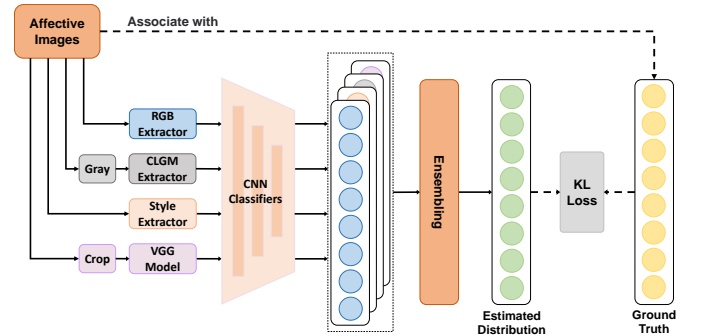 Affective
Images
Associate with
RGB
Extractor
Gray
CLGM
Extractor
Style
Extractor
Crop
VGG
Model
CNN
Classifiers
Ensembling
KL
Loss
Estimated
Distribution
Ground
Truth